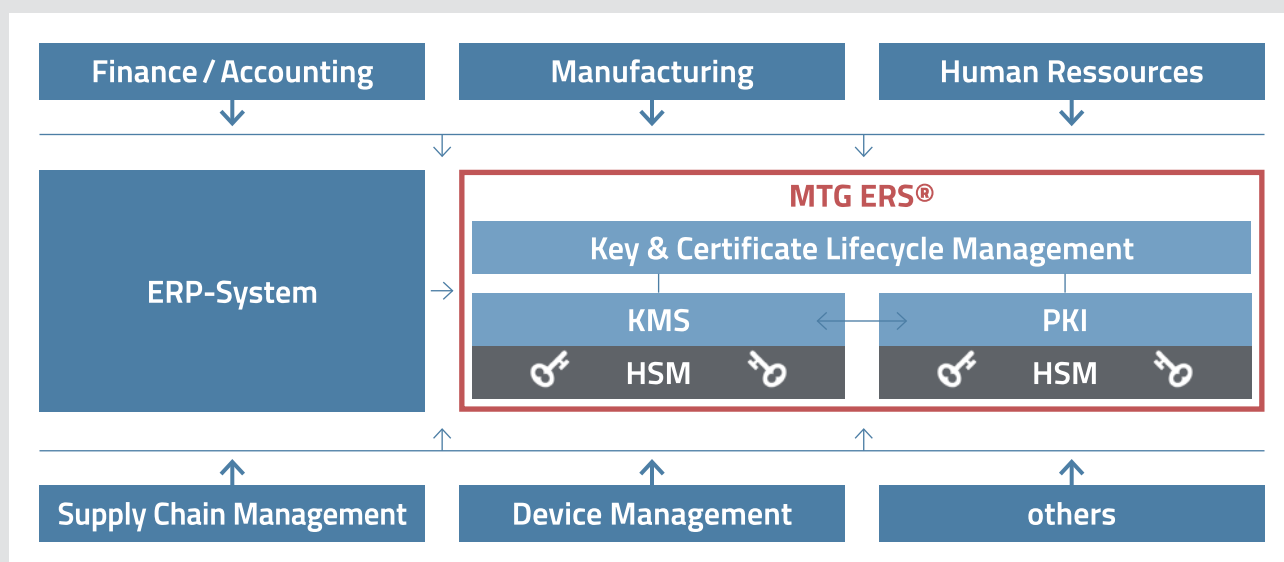 Finance / Accounting
Manufacturing
Human Ressources
ERP-System
MTG ERS®
Key & Certificate Lifecycle Management
KMS
PKI
HSM
HSM
Supply Chain Management
Device Management
others